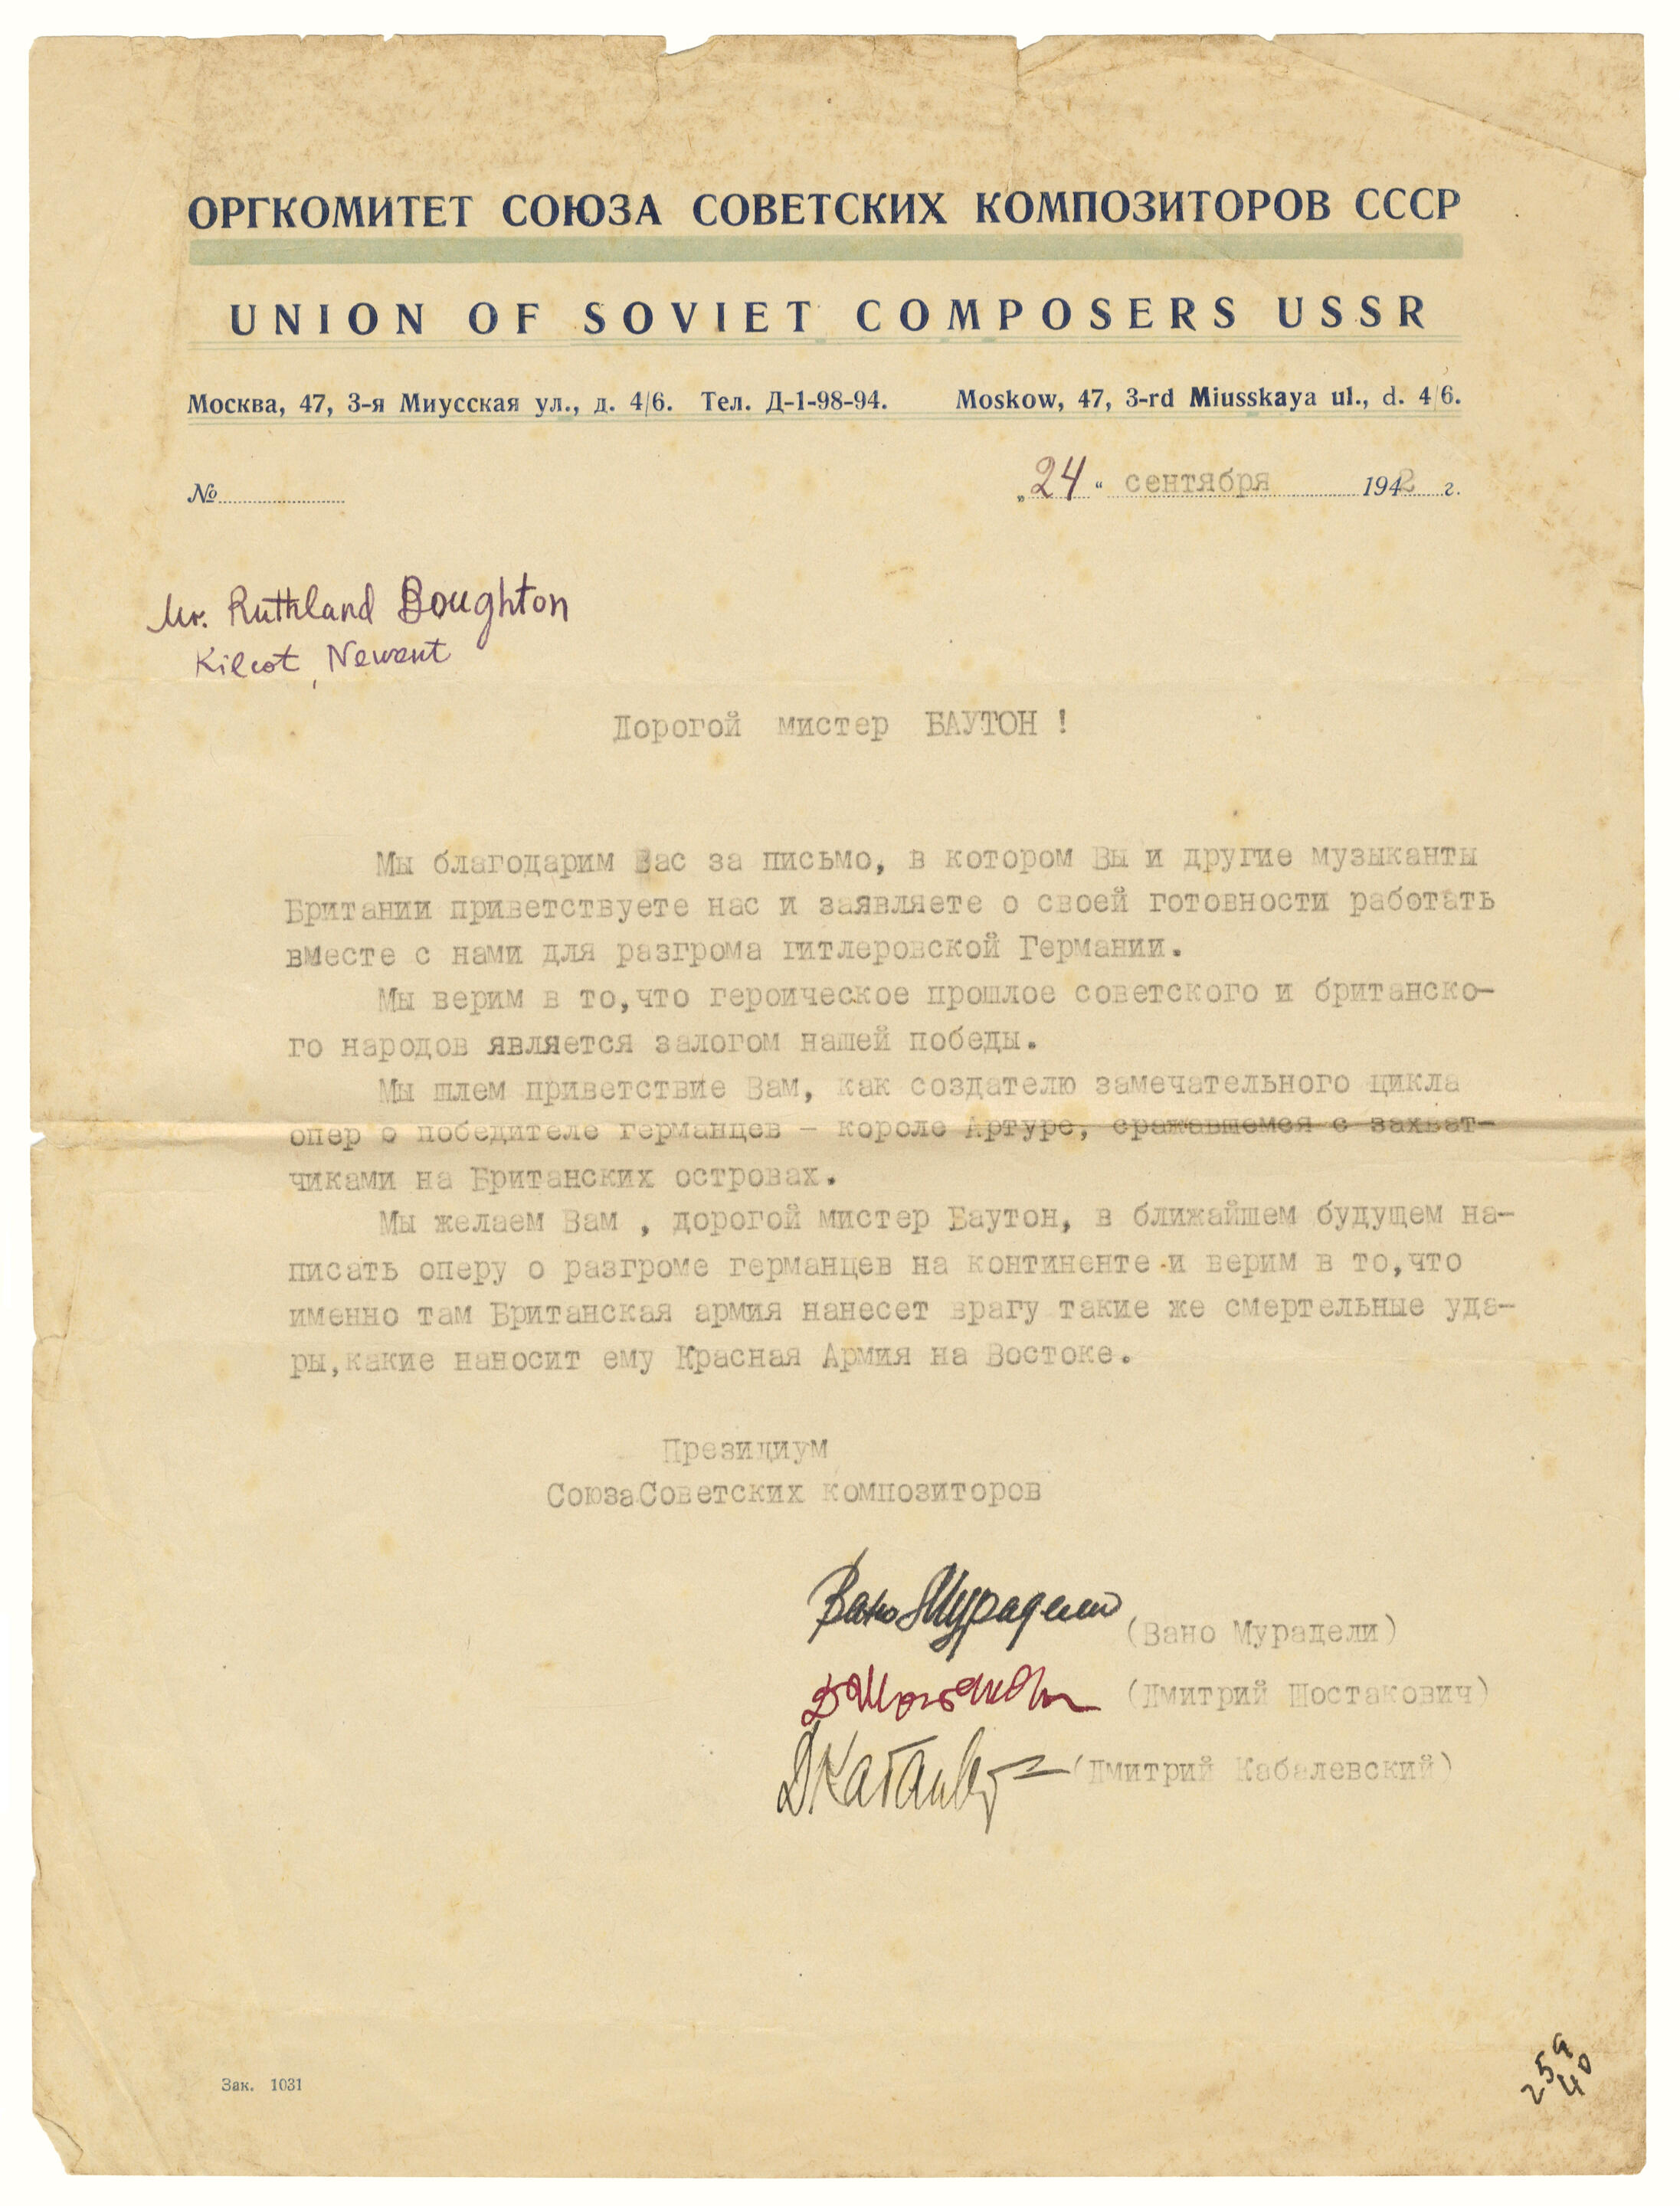 ОРГКОМИТЕТ СОЮЗА СОВЕТСКИХ КОМПОЗИТОРОВ СССР
UNION OF SOVIET COMPOSERS USSR
Москва, 47, 3-я Миусская ул., д. 4/6. Тел. Д-1-98-94. Moskow, 47, 3-rd Miusskaya ul., d. 4/6.
№ „24“ сентября 1942 г.
Mr. Ruthland Boughton
Kilcot, Newent
Дорогой мистер БАУТОН !
Мы благодарим Вас за письмо, в котором Вы и другие музыканты
Британии приветствуете нас и заявляете о своей готовности работать
вместе с нами для разгрома гитлеровской Германии.
Мы верим в то,что героическое прошлое советского и британско-
го народов является залогом нашей победы.
Мы шлем приветствие Вам, как создателю замечательного цикла
опер о победителе германцев - короле Артуре, сражавшемся с захват-
чиками на Британских островах.
Мы желаем Вам , дорогой мистер Баутон, в ближайшем будущем на-
писать оперу о разгроме германцев на континенте и верим в то,что
именно там Британская армия нанесет врагу такие же смертельные уда-
ры,какие наносит ему Красная Армия на Востоке.
Президиум
СоюзаСоветских композиторов
Вано Мурадели (Вано Мурадели)
ДШостакович (Дмитрий Шостакович)
ДКабалевский (Дмитрий Кабалевский)
Зак. 1031
259
40